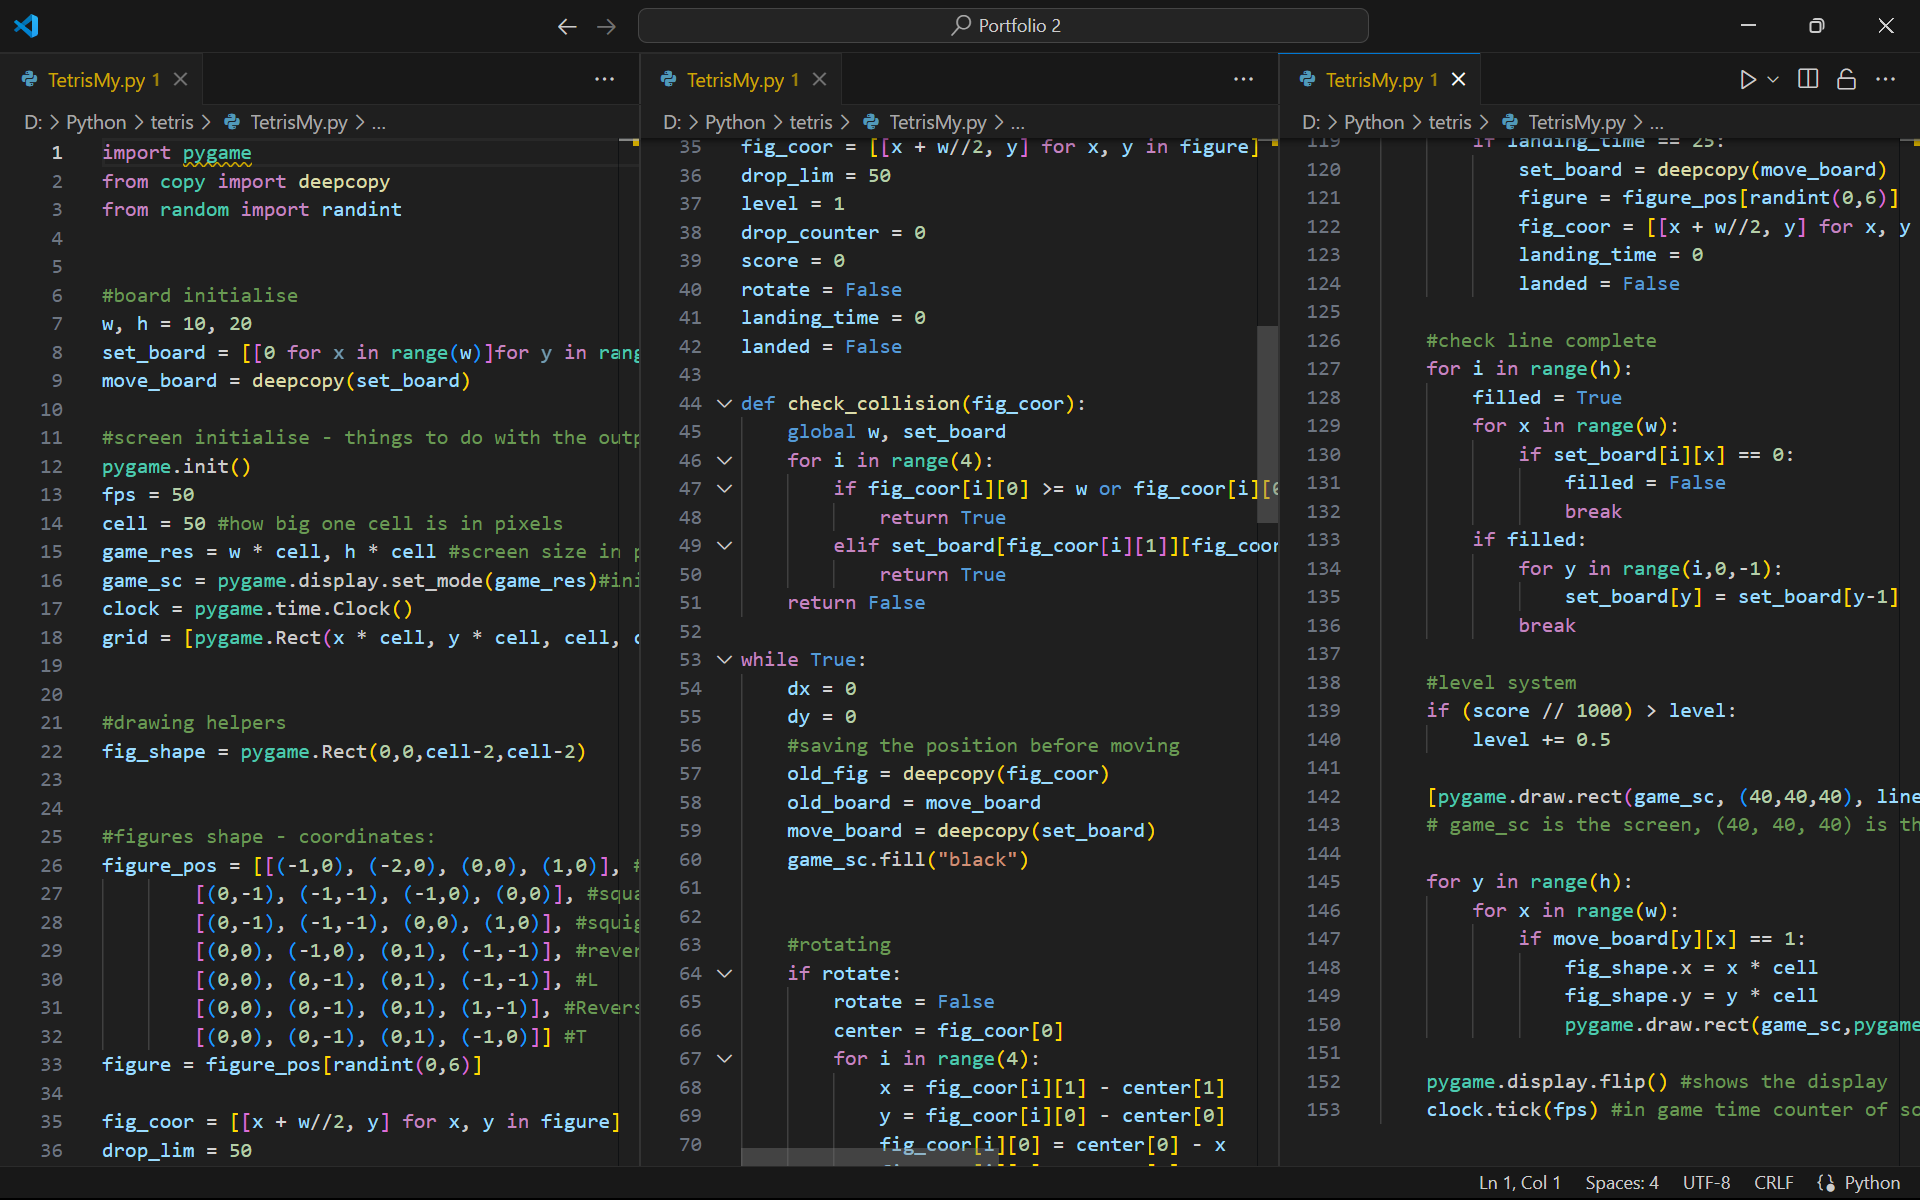 Portfolio 2
TetrisMy.py 1
D: > Python > tetris > TetrisMy.py > ...
1 import pygame
2 from copy import deepcopy
3 from random import randint
4
5
6 #board initialise
7 w, h = 10, 20
8 set_board = [[0 for x in range(w)]for y in rang
9 move_board = deepcopy(set_board)
10
11 #screen initialise - things to do with the outp
12 pygame.init()
13 fps = 50
14 cell = 50 #how big one cell is in pixels
15 game_res = w * cell, h * cell #screen size in p
16 game_sc = pygame.display.set_mode(game_res)#ini
17 clock = pygame.time.Clock()
18 grid = [pygame.Rect(x * cell, y * cell, cell, c
19
20
21 #drawing helpers
22 fig_shape = pygame.Rect(0,0,cell-2,cell-2)
23
24
25 #figures shape - coordinates:
26 figure_pos = [[(-1,0), (-2,0), (0,0), (1,0)], #
27 [(0,-1), (-1,-1), (-1,0), (0,0)], #squa
28 [(0,-1), (-1,-1), (0,0), (1,0)], #squig
29 [(0,0), (-1,0), (0,1), (-1,-1)], #rever
30 [(0,0), (0,-1), (0,1), (-1,-1)], #L
31 [(0,0), (0,-1), (0,1), (1,-1)], #Revers
32 [(0,0), (0,-1), (0,1), (-1,0)]] #T
33 figure = figure_pos[randint(0,6)]
34
35 fig_coor = [[x + w//2, y] for x, y in figure]
36 drop_lim = 50
TetrisMy.py 1
D: > Python > tetris > TetrisMy.py > ...
35 fig_coor = [[x + w//2, y] for x, y in figure]
36 drop_lim = 50
37 level = 1
38 drop_counter = 0
39 score = 0
40 rotate = False
41 landing_time = 0
42 landed = False
43
44 def check_collision(fig_coor):
45 global w, set_board
46 for i in range(4):
47 if fig_coor[i][0] >= w or fig_coor[i][0
48 return True
49 elif set_board[fig_coor[i][1]][fig_coor
50 return True
51 return False
52
53 while True:
54 dx = 0
55 dy = 0
56 #saving the position before moving
57 old_fig = deepcopy(fig_coor)
58 old_board = move_board
59 move_board = deepcopy(set_board)
60 game_sc.fill("black")
61
62
63 #rotating
64 if rotate:
65 rotate = False
66 center = fig_coor[0]
67 for i in range(4):
68 x = fig_coor[i][1] - center[1]
69 y = fig_coor[i][0] - center[0]
70 fig_coor[i][0] = center[0] - x
TetrisMy.py 1
D: > Python > tetris > TetrisMy.py > ...
119 if landing_time == 25:
120 set_board = deepcopy(move_board)
121 figure = figure_pos[randint(0,6)]
122 fig_coor = [[x + w//2, y] for x, y
123 landing_time = 0
124 landed = False
125
126 #check line complete
127 for i in range(h):
128 filled = True
129 for x in range(w):
130 if set_board[i][x] == 0:
131 filled = False
132 break
133 if filled:
134 for y in range(i,0,-1):
135 set_board[y] = set_board[y-1]
136 break
137
138 #level system
139 if (score // 1000) > level:
140 level += 0.5
141
142 [pygame.draw.rect(game_sc, (40,40,40), line
143 # game_sc is the screen, (40, 40, 40) is th
144
145 for y in range(h):
146 for x in range(w):
147 if move_board[y][x] == 1:
148 fig_shape.x = x * cell
149 fig_shape.y = y * cell
150 pygame.draw.rect(game_sc,pygame
151
152 pygame.display.flip() #shows the display
153 clock.tick(fps) #in game time counter of sc
Ln 1, Col 1 Spaces: 4 UTF-8 CRLF Python